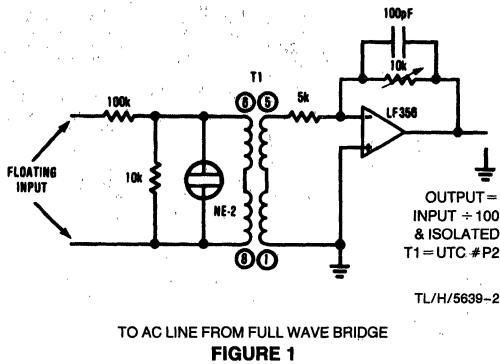 100pF
10k
T1
6
5
5k
LF356
100k
FLOATING
INPUT
10k
NE-2
8
1
OUTPUT=
INPUT ÷ 100
& ISOLATED
T1=UTC #P2
TL/H/5639-2
TO AC LINE FROM FULL WAVE BRIDGE
FIGURE 1